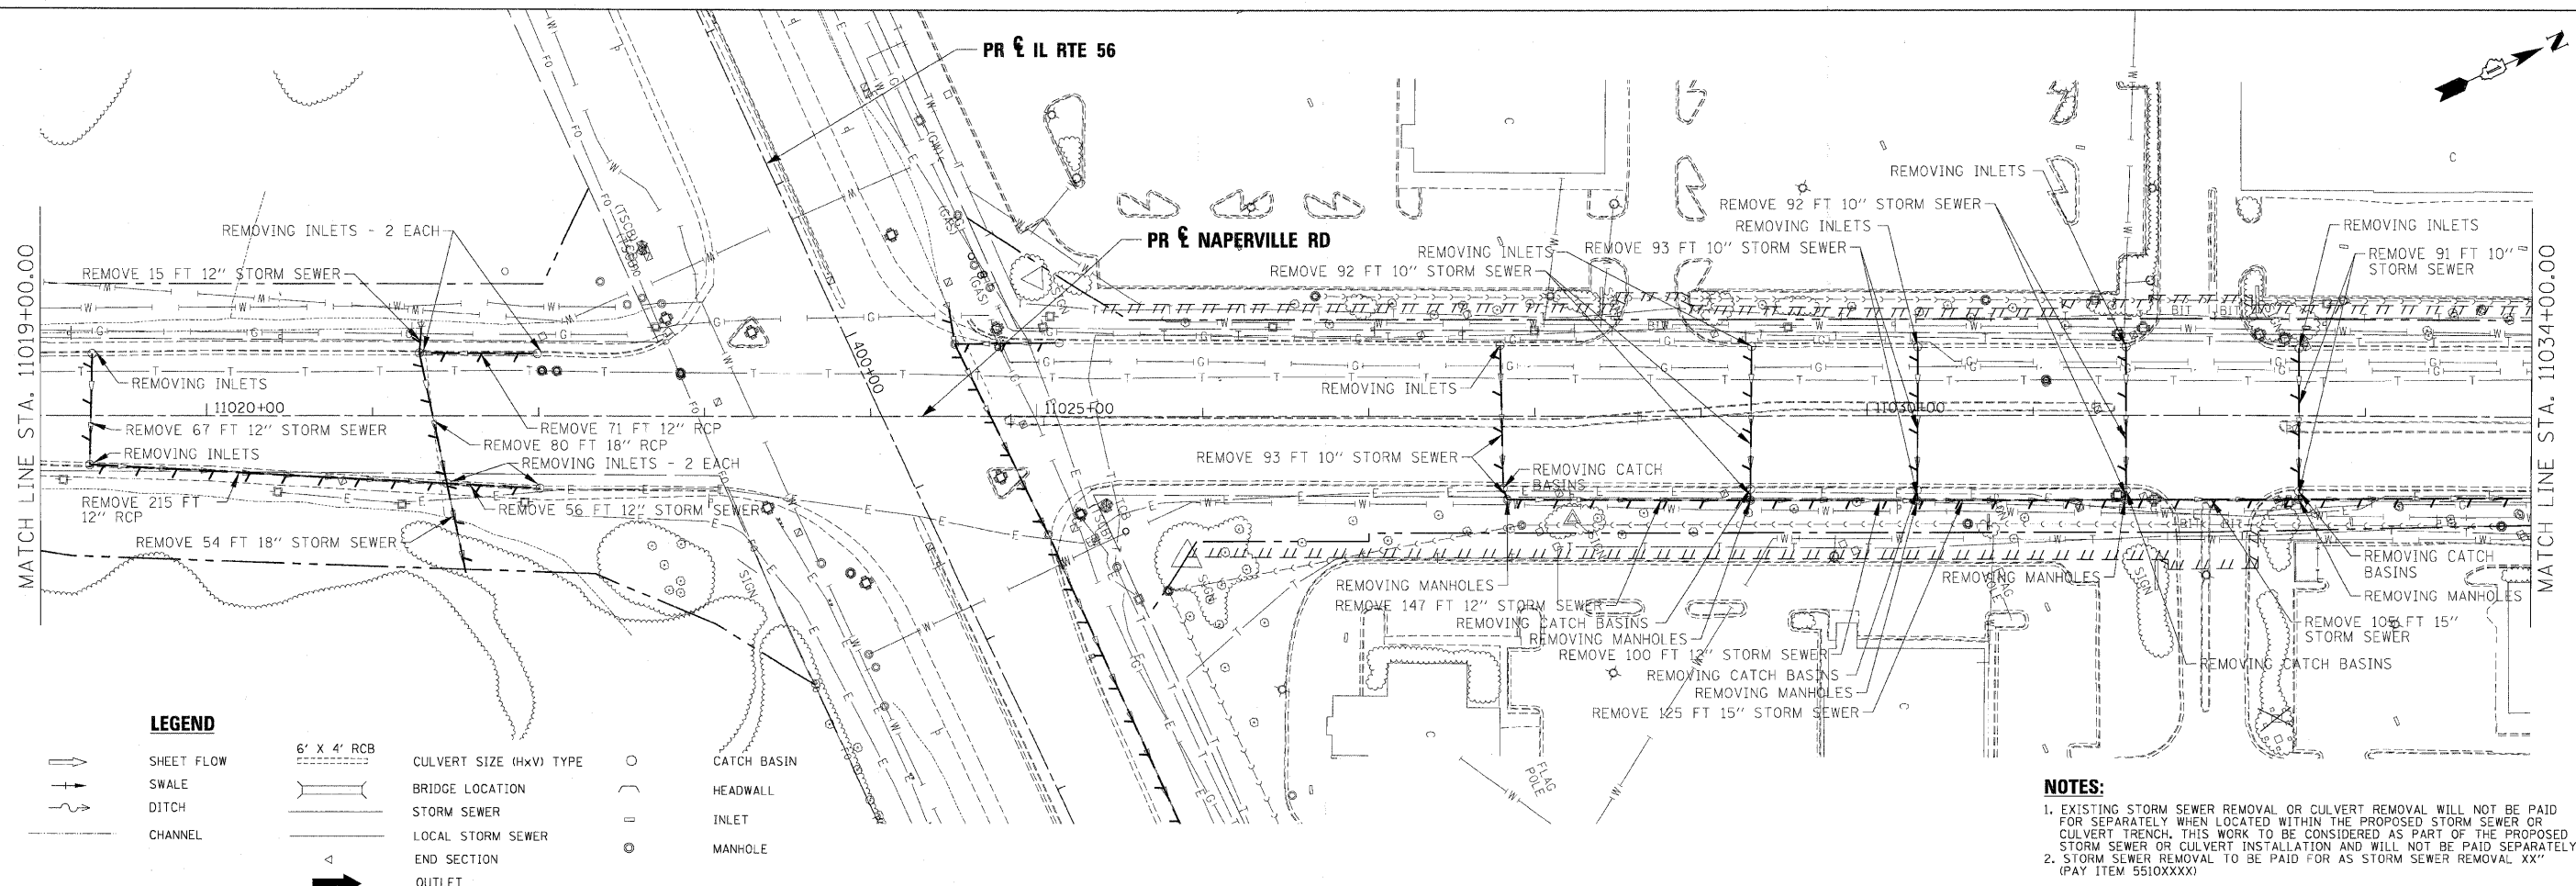 PR ℄ IL RTE 56
N
REMOVING INLETS
REMOVE 92 FT 10" STORM SEWER
REMOVING INLETS
REMOVING INLETS
REMOVING INLETS - 2 EACH
PR ℄ NAPERVILLE RD
REMOVING INLETS
REMOVE 93 FT 10" STORM SEWER
REMOVE 91 FT 10"
STORM SEWER
REMOVE 15 FT 12" STORM SEWER
REMOVE 92 FT 10" STORM SEWER
MATCH LINE STA. 11019+00.00
MATCH LINE STA. 11034+00.00
REMOVING INLETS
REMOVING INLETS
400+00
11020+00
11025+00
11030+00
REMOVE 67 FT 12" STORM SEWER
REMOVE 71 FT 12" RCP
REMOVE 80 FT 18" RCP
REMOVING INLETS
REMOVING INLETS - 2 EACH
REMOVE 93 FT 10" STORM SEWER
REMOVING CATCH
BASINS
REMOVE 215 FT
12" RCP
REMOVE 56 FT 12" STORM SEWER
REMOVE 54 FT 18" STORM SEWER
REMOVING MANHOLES
REMOVING MANHOLES
REMOVING CATCH
BASINS
REMOVING MANHOLES
REMOVE 147 FT 12" STORM SEWER
REMOVING CATCH BASINS
REMOVING MANHOLES
REMOVE 105 FT 15"
STORM SEWER
REMOVE 100 FT 12" STORM SEWER
REMOVING CATCH BASINS
REMOVING CATCH BASINS
REMOVING MANHOLES
REMOVE 125 FT 15" STORM SEWER
SIGN
SIGN
SIGN
FLAG
POLE
FLAG
POLE
BIT
BIT
BIT
BIT
BIT
(GAS)
(GAS)
(TSCB)
LEGEND
SHEET FLOW
SWALE
DITCH
CHANNEL
6' X 4' RCB
CULVERT SIZE (HxV) TYPE
BRIDGE LOCATION
STORM SEWER
LOCAL STORM SEWER
END SECTION
OUTLET
CATCH BASIN
HEADWALL
INLET
MANHOLE
NOTES:
1. EXISTING STORM SEWER REMOVAL OR CULVERT REMOVAL WILL NOT BE PAID
FOR SEPARATELY WHEN LOCATED WITHIN THE PROPOSED STORM SEWER OR
CULVERT TRENCH. THIS WORK TO BE CONSIDERED AS PART OF THE PROPOSED
STORM SEWER OR CULVERT INSTALLATION AND WILL NOT BE PAID SEPARATELY
2. STORM SEWER REMOVAL TO BE PAID FOR AS STORM SEWER REMOVAL XX"
(PAY ITEM 5510XXXX)